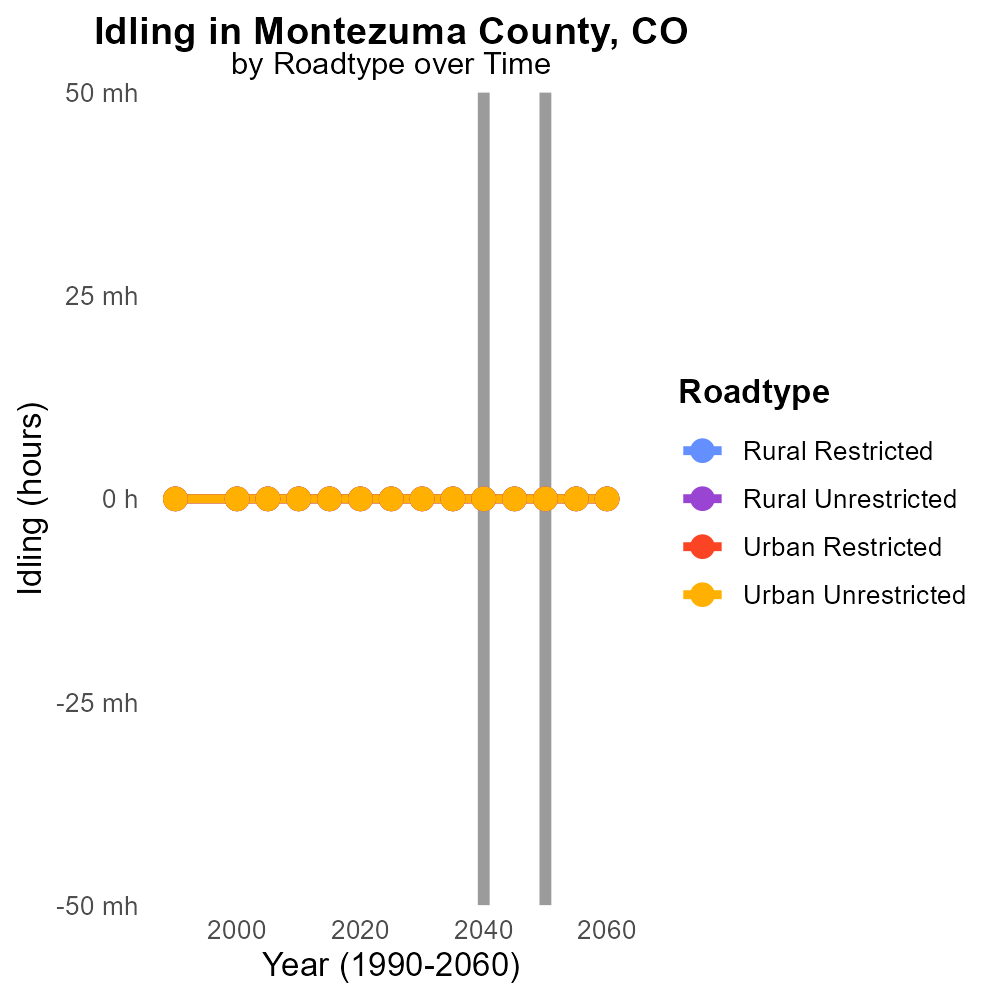 Idling in Montezuma County, CO
by Roadtype over Time
50 mh
25 mh
0 h
-25 mh
-50 mh
Idling (hours)
2000 2020 2040 2060
Year (1990-2060)
Roadtype
Rural Restricted
Rural Unrestricted
Urban Restricted
Urban Unrestricted